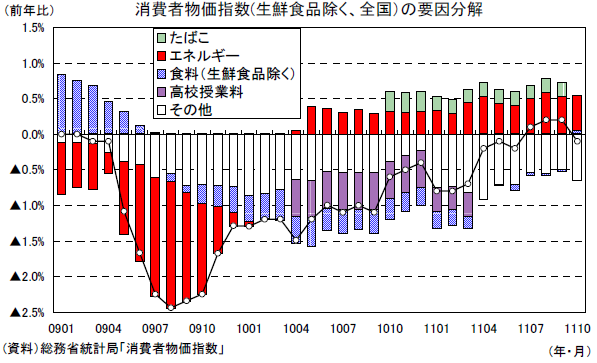 消費者物価指数(生鮮食品除く、全国)の要因分解
(前年比)
たばこ
エネルギー
食料(生鮮食品除く)
高校授業料
その他
1.5%
1.0%
0.5%
0.0%
▲0.5%
▲1.0%
▲1.5%
▲2.0%
▲2.5%
0901 0904 0907 0910 1001 1004 1007 1010 1101 1104 1107 1110
(資料)総務省統計局「消費者物価指数」
(年・月)